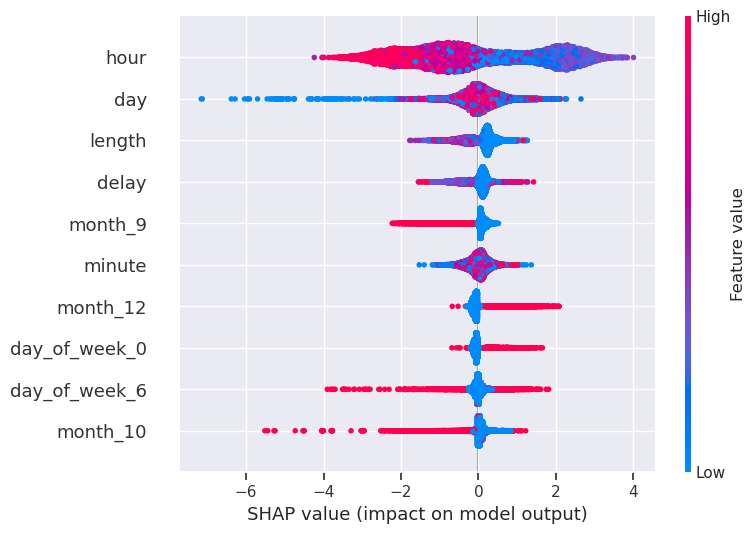 High
hour
day
length
delay
month_9
minute
month_12
day_of_week_0
day_of_week_6
month_10
Feature value
Low
−6 −4 −2 0 2 4
SHAP value (impact on model output)